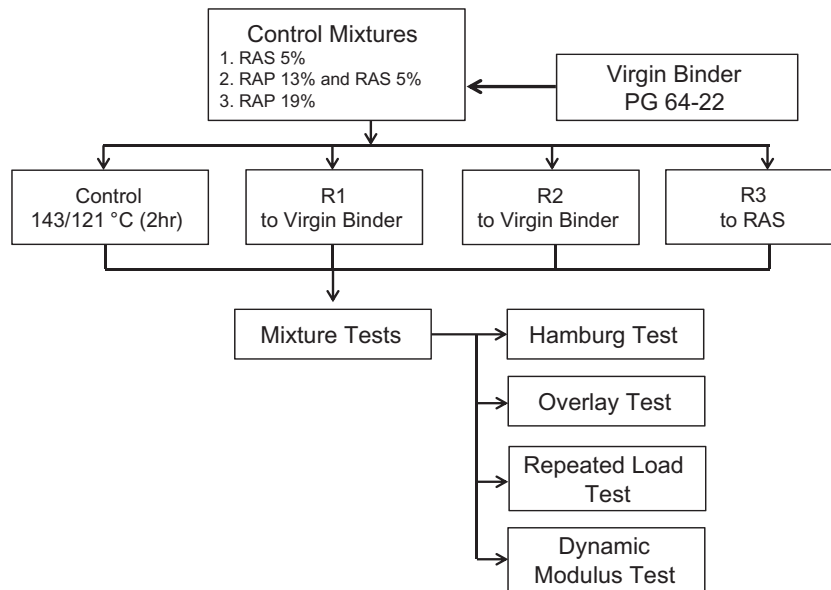 Control Mixtures
1. RAS 5%
2. RAP 13% and RAS 5%
3. RAP 19%
Virgin Binder
PG 64-22
Control
143/121 °C (2hr)
R1
to Virgin Binder
R2
to Virgin Binder
R3
to RAS
Mixture Tests
Hamburg Test
Overlay Test
Repeated Load
Test
Dynamic
Modulus Test